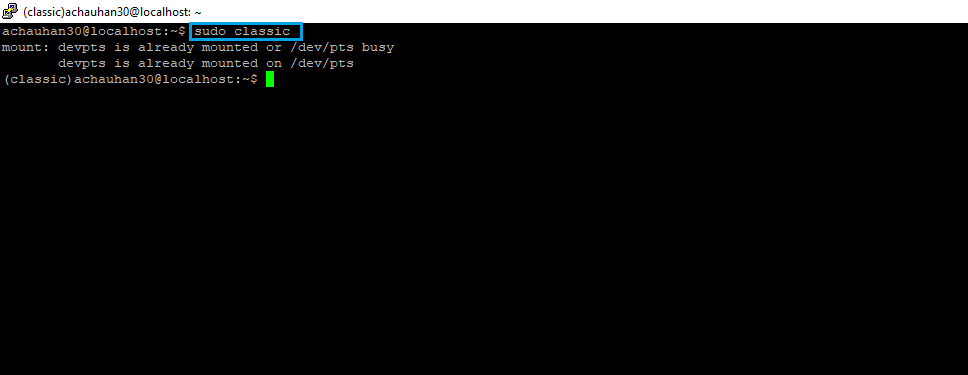 (classic)achauhan30@localhost: ~
achauhan30@localhost:~$ sudo classic
mount: devpts is already mounted or /dev/pts busy
       devpts is already mounted on /dev/pts
(classic)achauhan30@localhost:~$